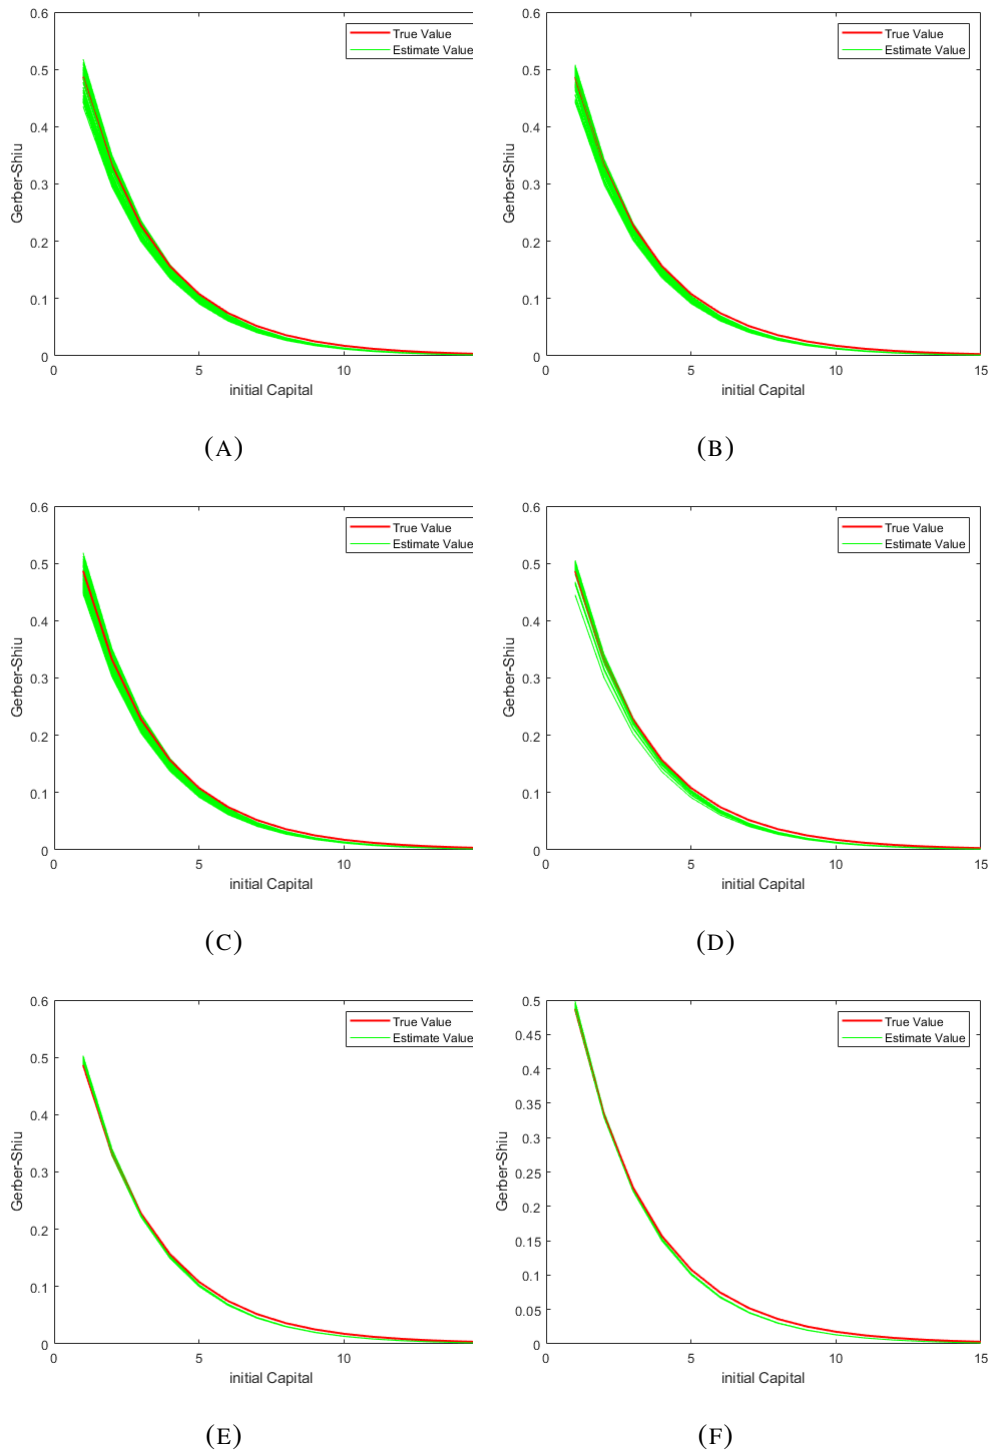 0.6
0.5
0.4
0.3
0.2
0.1
0
0 5 10
Gerber-Shiu
initial Capital
True Value
Estimate Value
(A)
0.6
0.5
0.4
0.3
0.2
0.1
0
0 5 10 15
Gerber-Shiu
initial Capital
True Value
Estimate Value
(B)
0.6
0.5
0.4
0.3
0.2
0.1
0
0 5 10
Gerber-Shiu
initial Capital
True Value
Estimate Value
(C)
0.6
0.5
0.4
0.3
0.2
0.1
0
0 5 10 15
Gerber-Shiu
initial Capital
True Value
Estimate Value
(D)
0.6
0.5
0.4
0.3
0.2
0.1
0
0 5 10
Gerber-Shiu
initial Capital
True Value
Estimate Value
(E)
0.5
0.45
0.4
0.35
0.3
0.25
0.2
0.15
0.1
0.05
0
0 5 10 15
Gerber-Shiu
initial Capital
True Value
Estimate Value
(F)